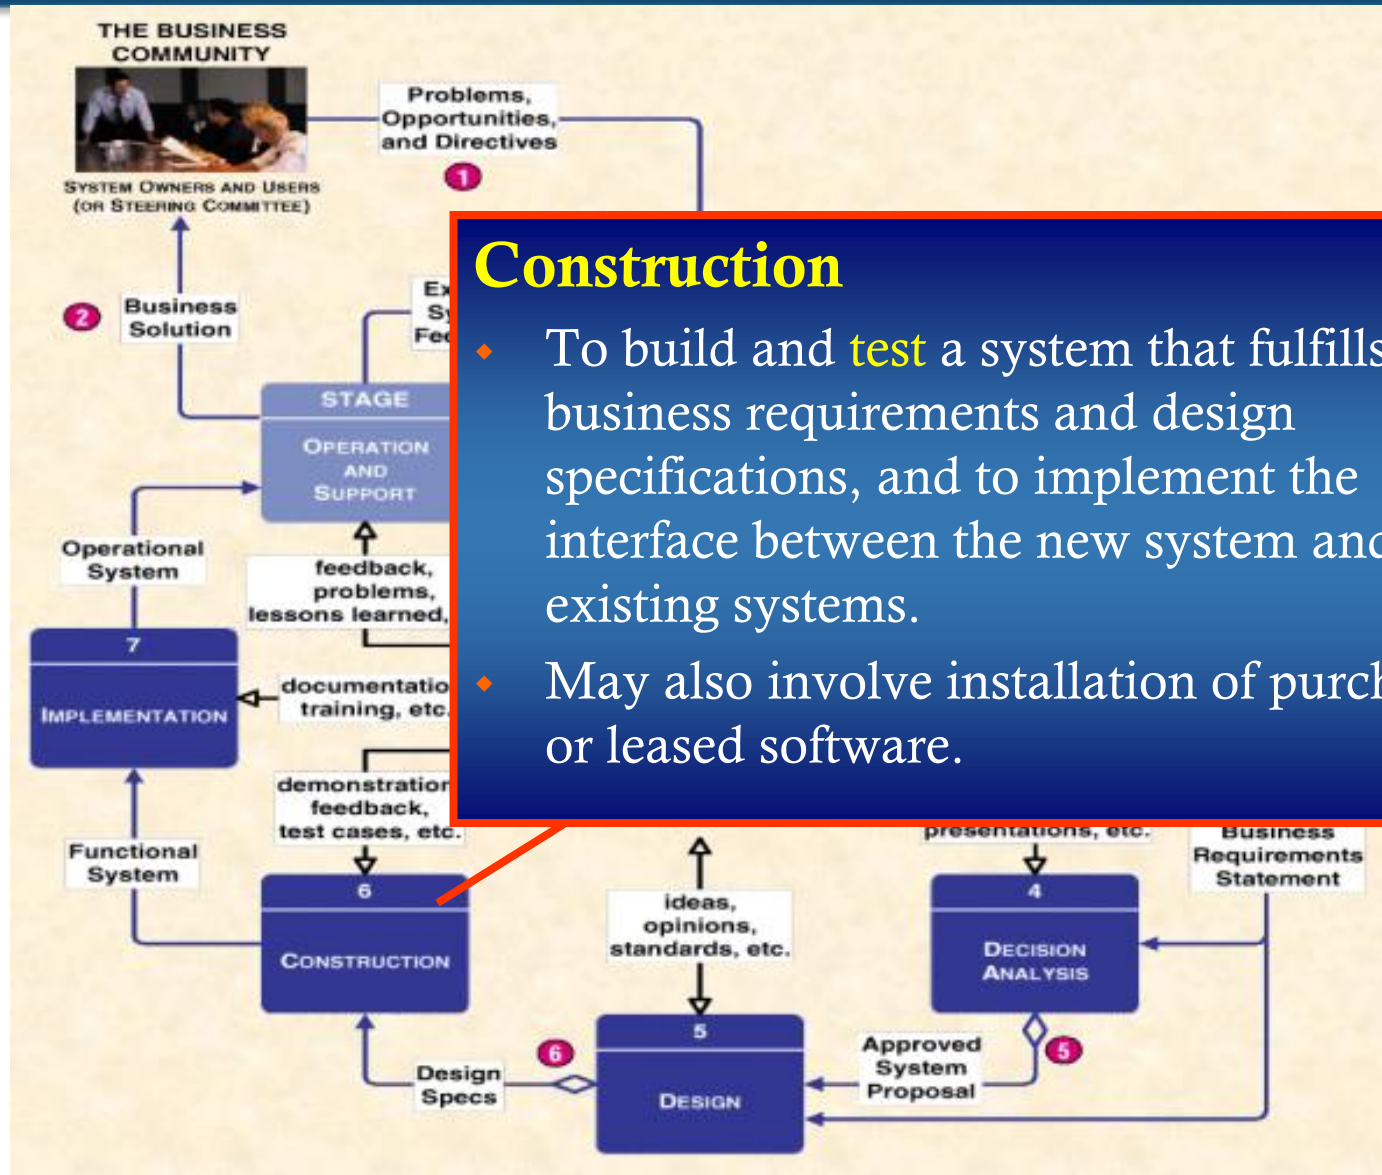 THE BUSINESS
COMMUNITY
SYSTEM OWNERS AND USERS
(OR STEERING COMMITTEE)
Problems,
Opportunities,
and Directives
1
2
Business
Solution
STAGE
OPERATION
AND
SUPPORT
Operational
System
feedback,
problems,
lessons learned,
7
IMPLEMENTATION
training, etc.
feedback,
test cases, etc.
Functional
System
6
CONSTRUCTION
Construction
To build and test a system that fulfills
business requirements and design
specifications, and to implement the
interface between the new system and
existing systems.
May also involve installation of
or leased software.
presentations, etc.
Business
Requirements
Statement
ideas,
opinions,
standards, etc.
4
DECISION
ANALYSIS
5
DESIGN
6
Design
Specs
Approved
System
Proposal
5